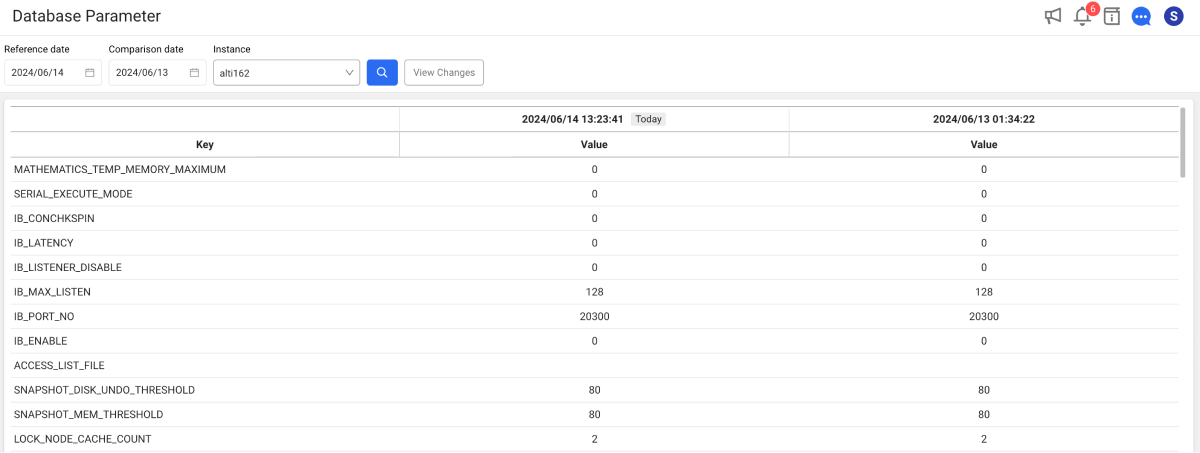 Database Parameter
6
S
Reference date Comparison date Instance
2024/06/14 2024/06/13 alti162 View Changes
2024/06/14 13:23:41 Today 2024/06/13 01:34:22
Key Value Value
MATHEMATICS_TEMP_MEMORY_MAXIMUM 0 0
SERIAL_EXECUTE_MODE 0 0
IB_CONCHKSPIN 0 0
IB_LATENCY 0 0
IB_LISTENER_DISABLE 0 0
IB_MAX_LISTEN 128 128
IB_PORT_NO 20300 20300
IB_ENABLE 0 0
ACCESS_LIST_FILE
SNAPSHOT_DISK_UNDO_THRESHOLD 80 80
SNAPSHOT_MEM_THRESHOLD 80 80
LOCK_NODE_CACHE_COUNT 2 2